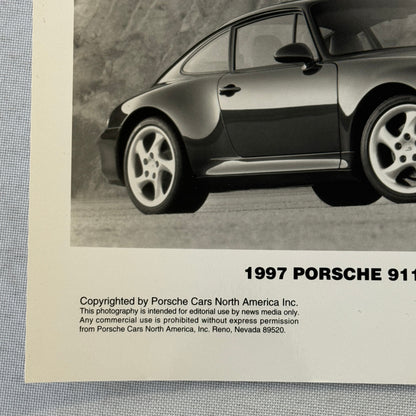 1997 PORSCHE 911
Copyrighted by Porsche Cars North America Inc.
This photography is intended for editorial use by news media only.
Any commercial use is prohibited without express permission
from Porsche Cars North America, Inc. Reno, Nevada 89520.